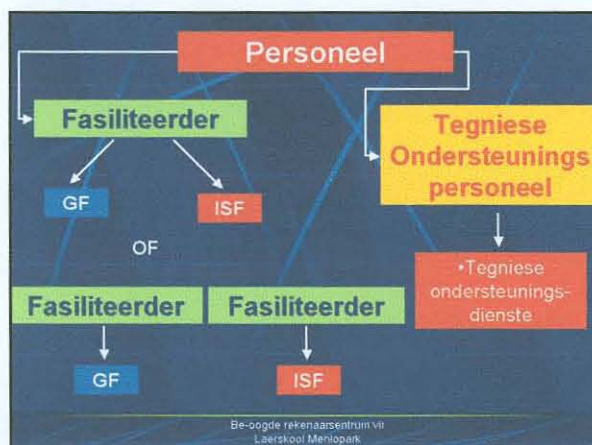 Personeel
Fasiliteerder
GF
ISF
Tegniese
Ondersteunings
personeel
OF
•Tegniese
ondersteunings-
dienste
Fasiliteerder
Fasiliteerder
GF
ISF
Be-oogde rekenaarsentrum vir
Laerskool Menlopark